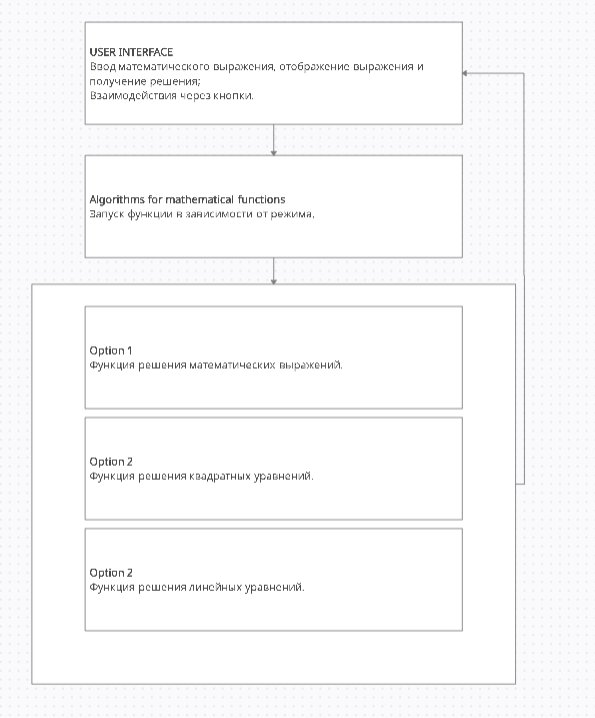 USER INTERFACE
Ввод математического выражения, отображение выражения и
получение решения;
Взаимодействия через кнопки.
Algorithms for mathematical functions
Запуск функции в зависимости от режима,
Option 1
Функция решения математических выражений.
Option 2
Функция решения квадратных уравнений.
Option 2
Функция решения линейных уравнений.